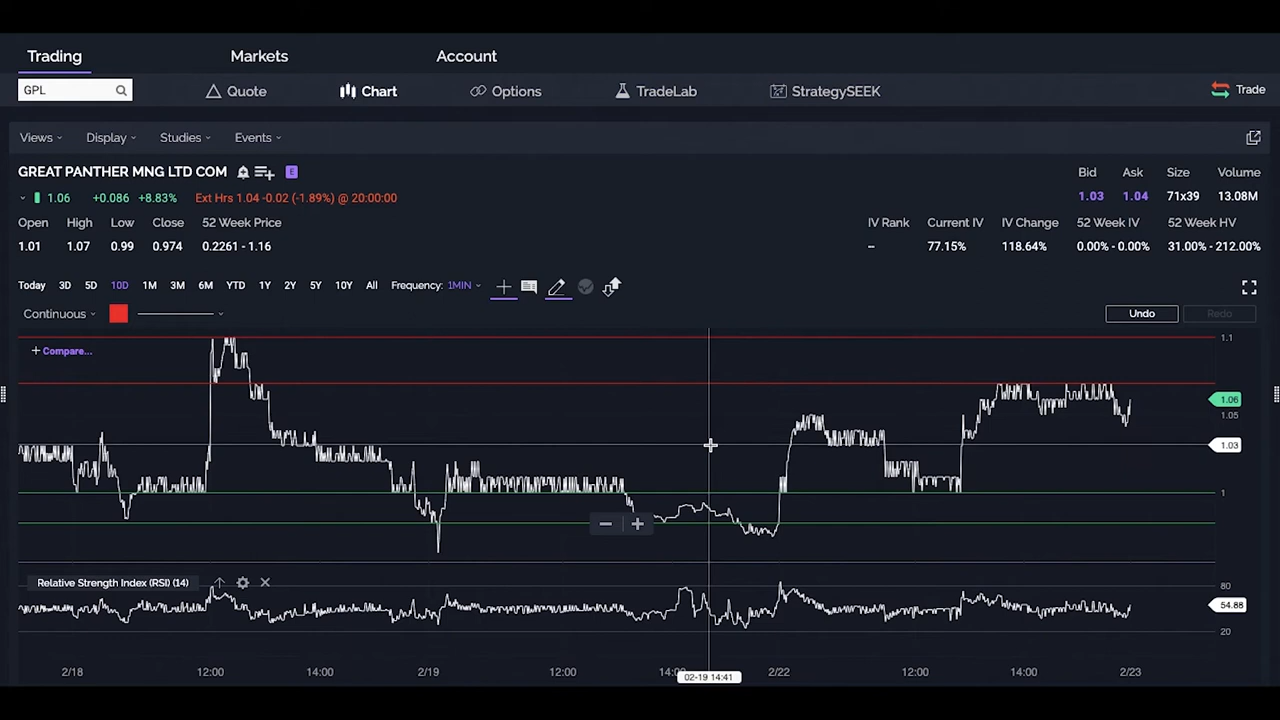 Trading Markets Account
GPL Quote Chart Options TradeLab StrategySEEK Trade
Views Display Studies Events
GREAT PANTHER MNG LTD COM E Bid Ask Size Volume
1.06 +0.086 +8.83% Ext Hrs 1.04 -0.02 (-1.89%) @ 20:00:00 1.03 1.04 71x39 13.08M
Open High Low Close 52 Week Price IV Rank Current IV IV Change 52 Week IV 52 Week HV
1.01 1.07 0.99 0.974 0.2261 - 1.16 – 77.15% 118.64% 0.00% - 0.00% 31.00% - 212.00%
Today 3D 5D 10D 1M 3M 6M YTD 1Y 2Y 5Y 10Y All Frequency: 1MIN
Continuous Undo Redo
1.1
+ Compare...
1.06
1.05
1.03
1
Relative Strength Index (RSI) (14) 80
54.88
20
2/18 12:00 14:00 2/19 12:00 14:00 02-19 14:41 2/22 12:00 14:00 2/23